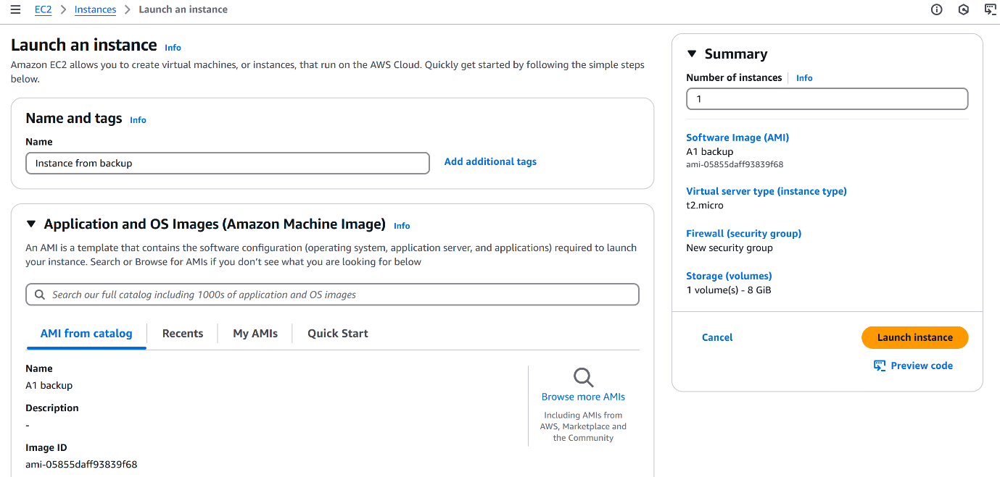 EC2 > Instances > Launch an instance
Launch an instance Info
Amazon EC2 allows you to create virtual machines, or instances, that run on the AWS Cloud. Quickly get started by following the simple steps
below.
Name and tags Info
Name
Instance from backup
Add additional tags
Application and OS Images (Amazon Machine Image) Info
An AMI is a template that contains the software configuration (operating system, application server, and applications) required to launch
your instance. Search or Browse for AMIs if you don’t see what you are looking for below
Search our full catalog including 1000s of application and OS images
AMI from catalog
Recents
My AMIs
Quick Start
Name
A1 backup
Description
-
Image ID
ami-05855daff93839f68
Browse more AMIs
Including AMIs from
AWS, Marketplace and
the Community
Summary
Number of instances Info
1
Software Image (AMI)
A1 backup
ami-05855daff93839f68
Virtual server type (instance type)
t2.micro
Firewall (security group)
New security group
Storage (volumes)
1 volume(s) - 8 GiB
Cancel
Launch instance
Preview code